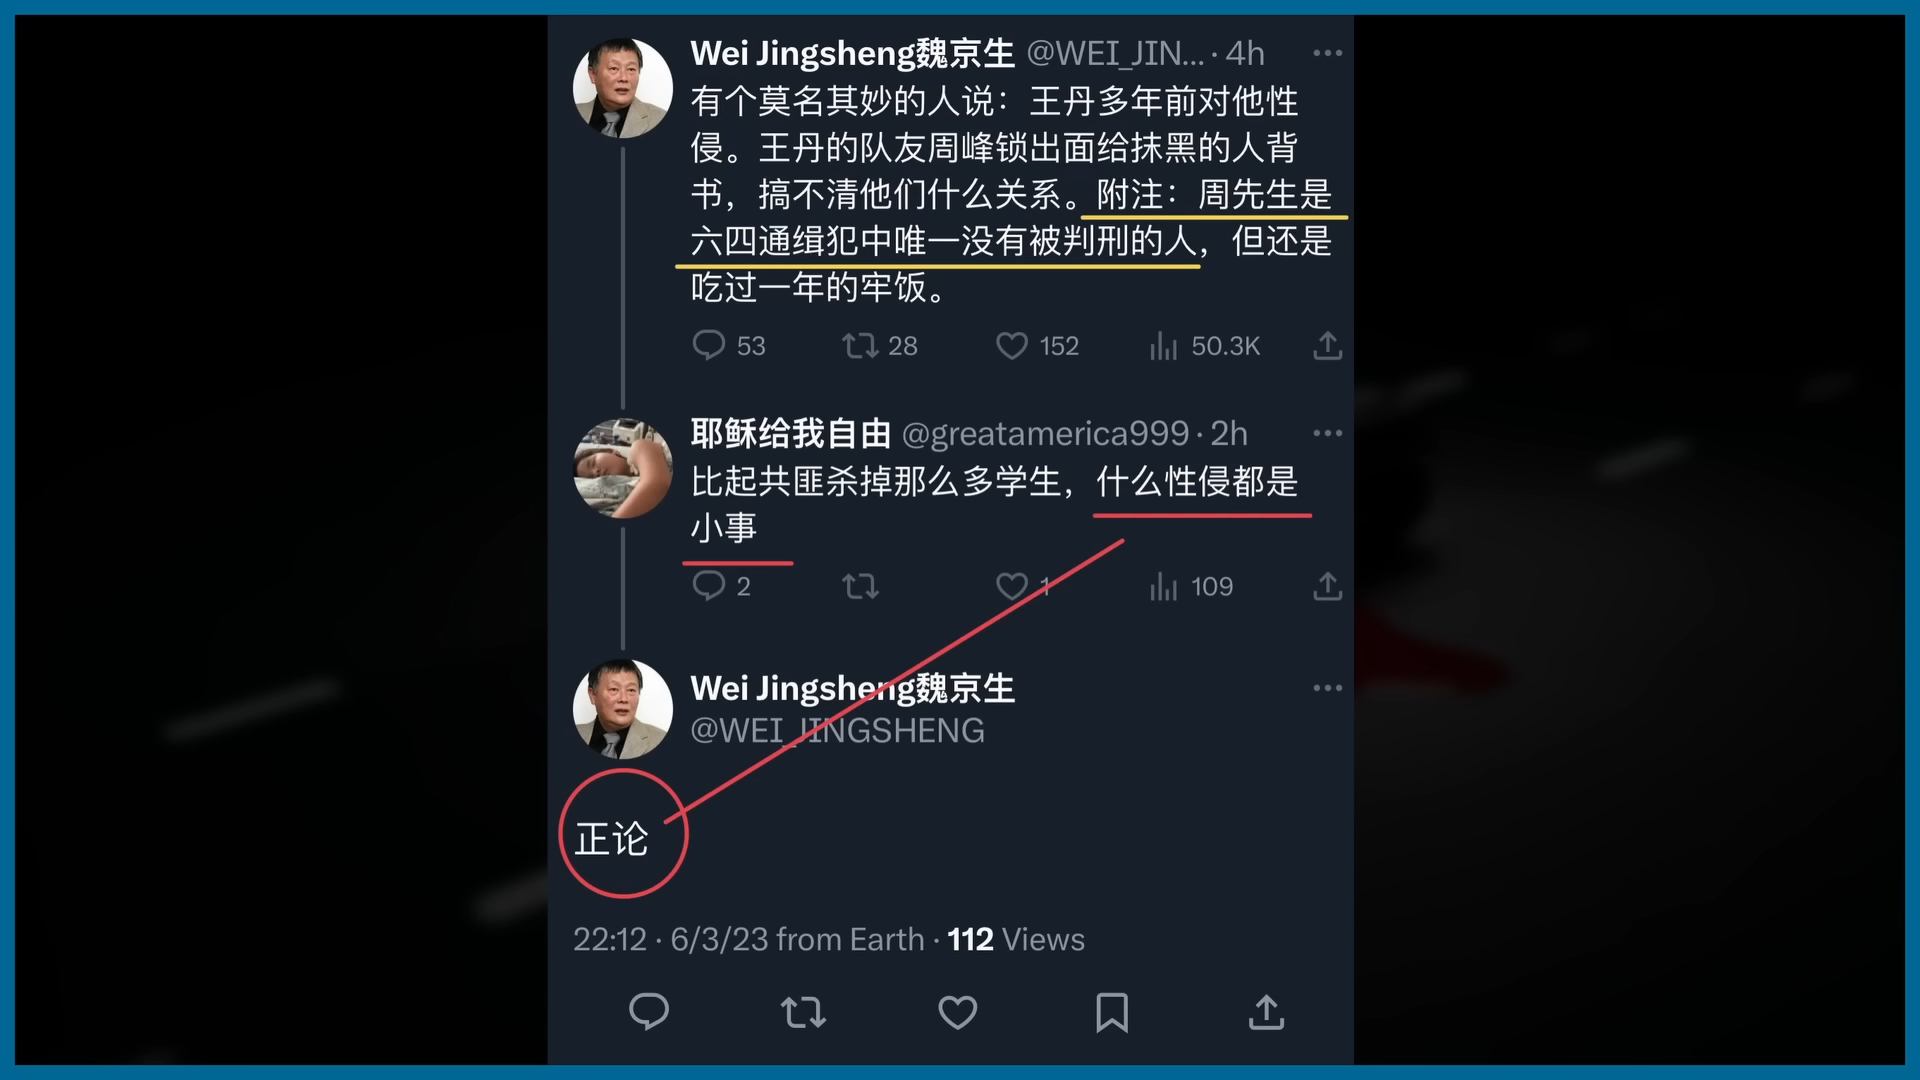 Wei Jingsheng魏京生 @WEI_JIN... · 4h
有个莫名其妙的人说：王丹多年前对他性
侵。王丹的队友周峰锁出面给抹黑的人背
书，搞不清他们什么关系。附注：周先生是
六四通缉犯中唯一没有被判刑的人，但还是
吃过一年的牢饭。
53 28 152 50.3K
耶稣给我自由 @greatamerica999 · 2h
比起共匪杀掉那么多学生，什么性侵都是
小事
2 1 109
Wei Jingsheng魏京生
@WEI_JINGSHENG
正论
22:12 · 6/3/23 from Earth · 112 Views